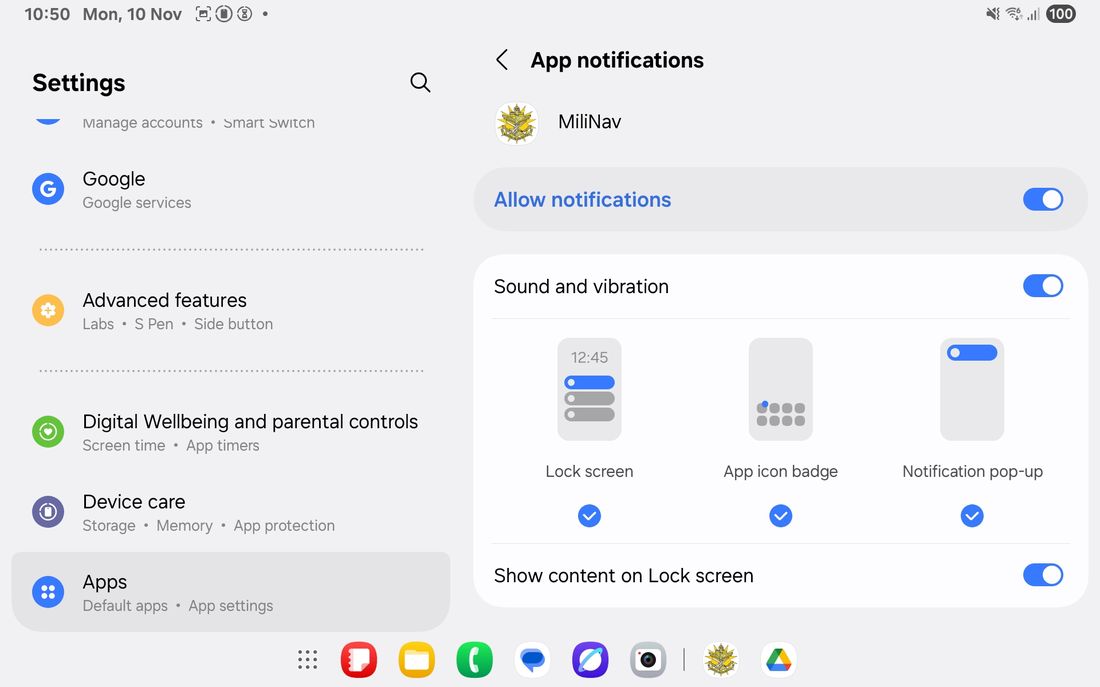 10:50 Mon, 10 Nov
100
Settings
Manage accounts • Smart Switch
Google
Google services
Advanced features
Labs • S Pen • Side button
Digital Wellbeing and parental controls
Screen time • App timers
Device care
Storage • Memory • App protection
Apps
Default apps • App settings
App notifications
MiliNav
Allow notifications
Sound and vibration
12:45
Lock screen
App icon badge
Notification pop-up
Show content on Lock screen